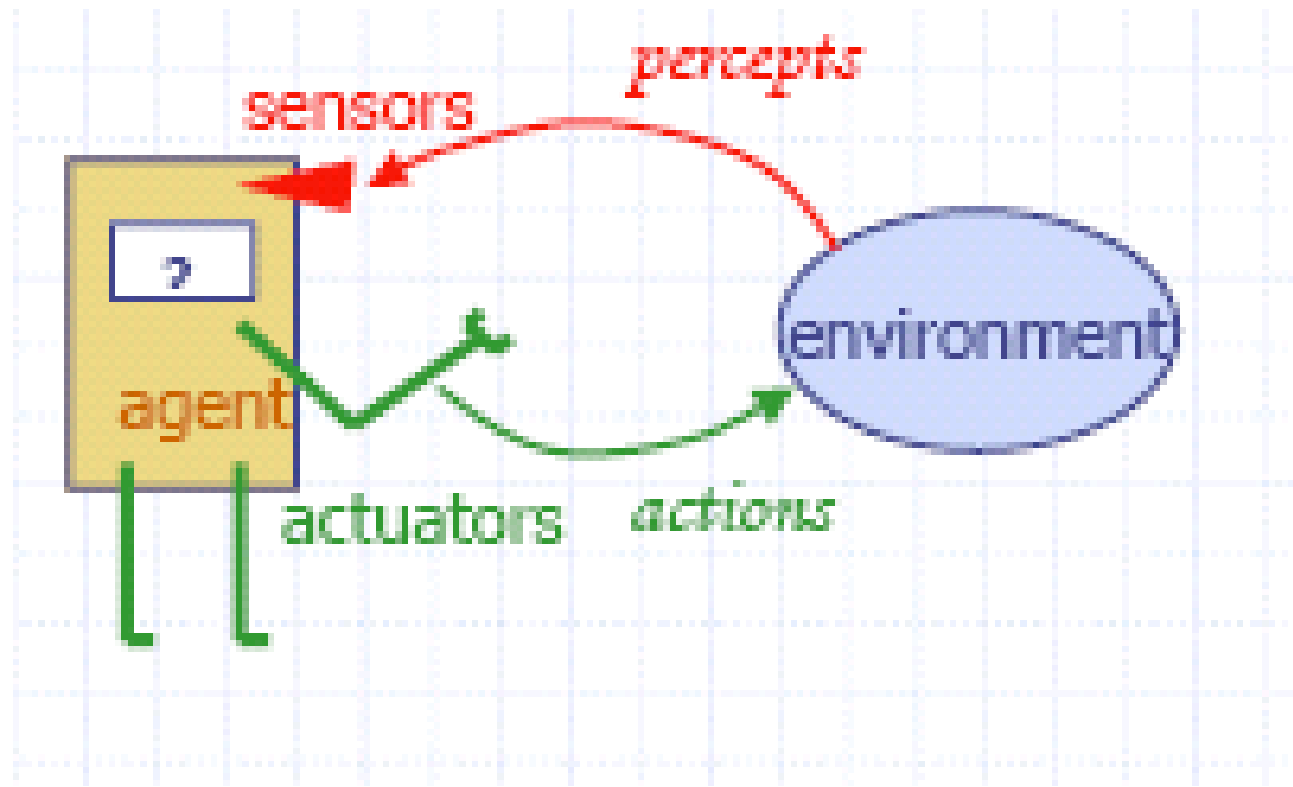 percepts
sensors
?
environment
agent
actuators
actions